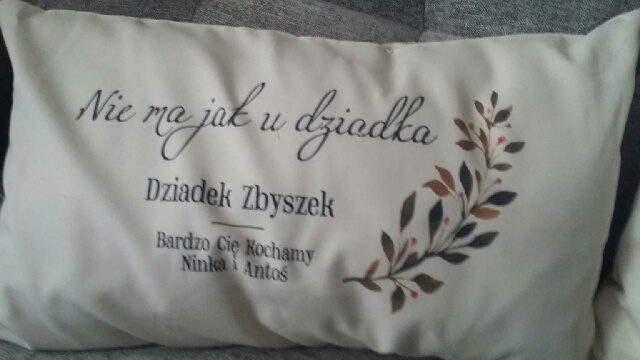 Nie ma jak u dziadka
Dziadek Zbyszek
Bardzo Cię Kochamy
Ninka i Antoś